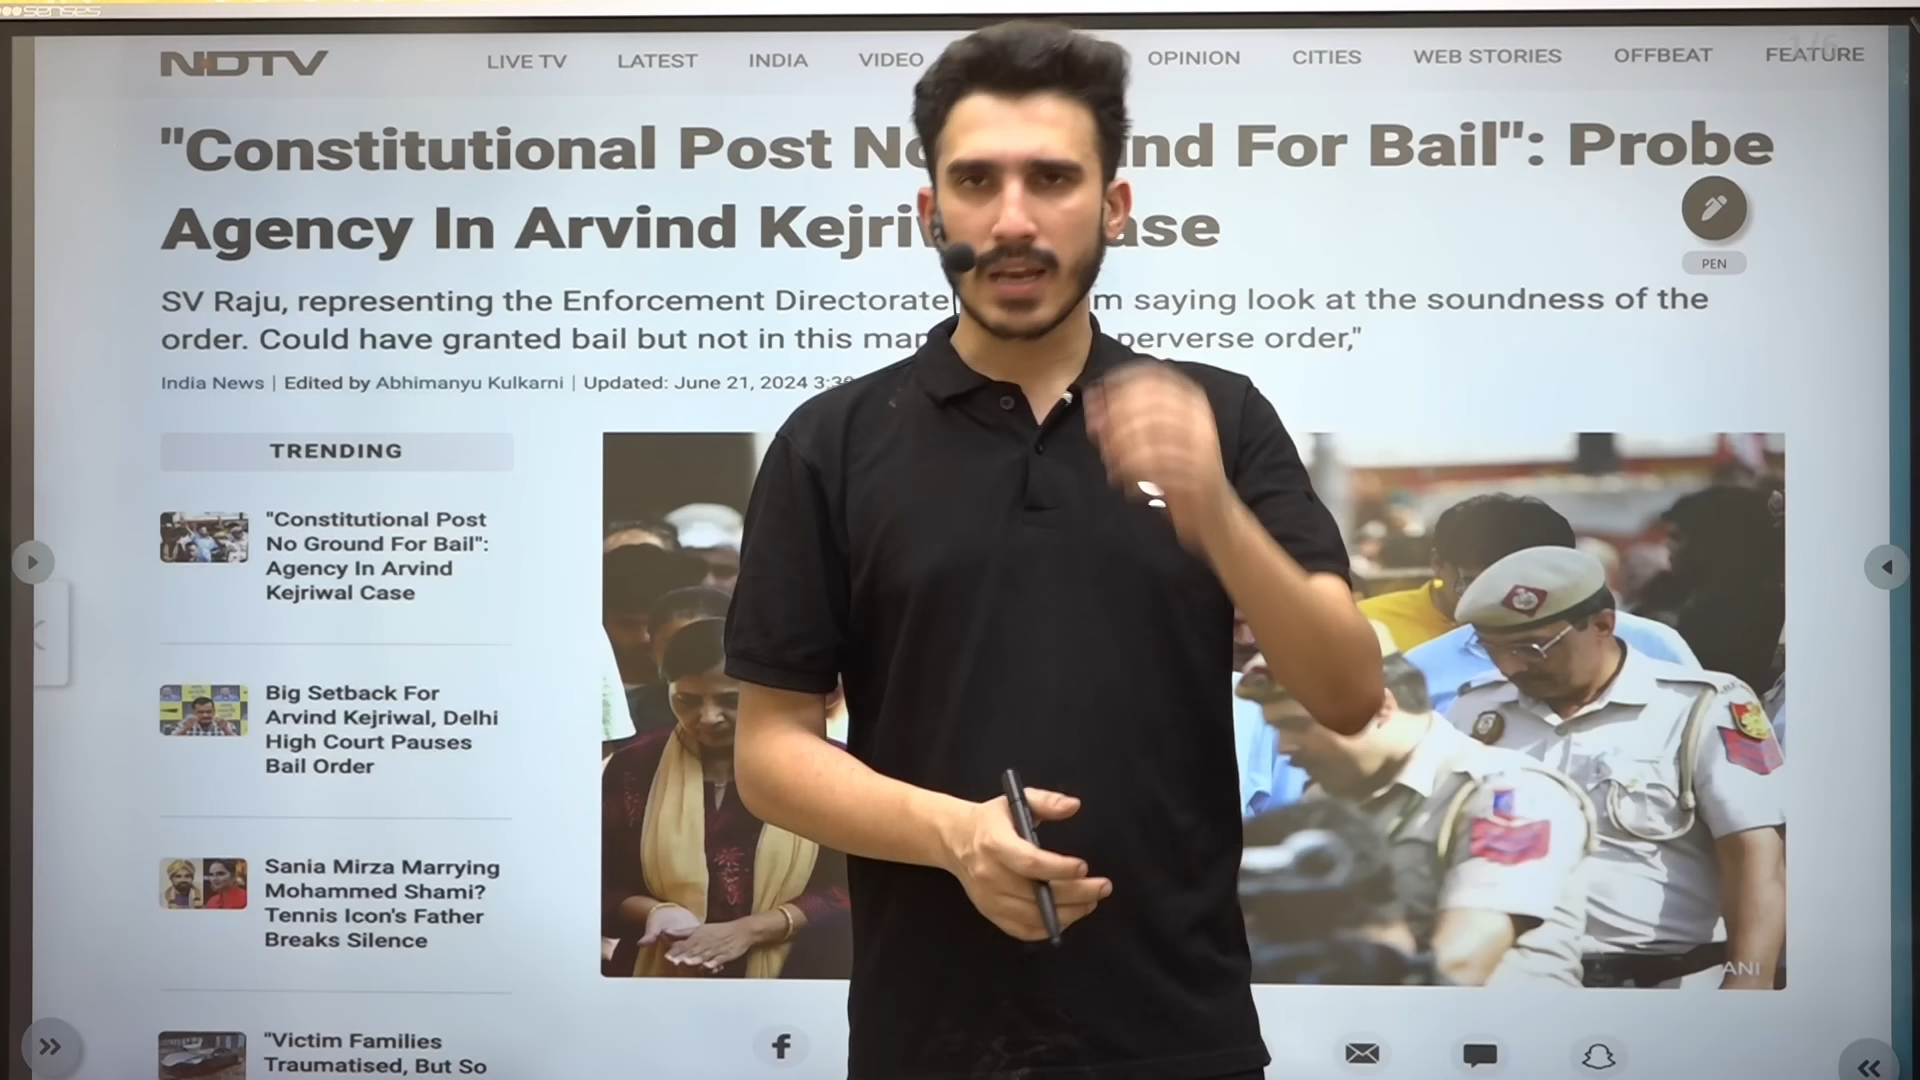 senses
NDTV
LIVE TV LATEST INDIA VIDEO OPINION CITIES WEB STORIES OFFBEAT FEATURE
"Constitutional Post No nd For Bail": Probe
Agency In Arvind Kejri ase
PEN
SV Raju, representing the Enforcement Directorate m saying look at the soundness of the
order. Could have granted bail but not in this man perverse order,"
India News | Edited by Abhimanyu Kulkarni | Updated: June 21, 2024 3:3
TRENDING
"Constitutional Post
No Ground For Bail":
Agency In Arvind
Kejriwal Case
Big Setback For
Arvind Kejriwal, Delhi
High Court Pauses
Bail Order
Sania Mirza Marrying
Mohammed Shami?
Tennis Icon's Father
Breaks Silence
ANI
"Victim Families
Traumatised, But So